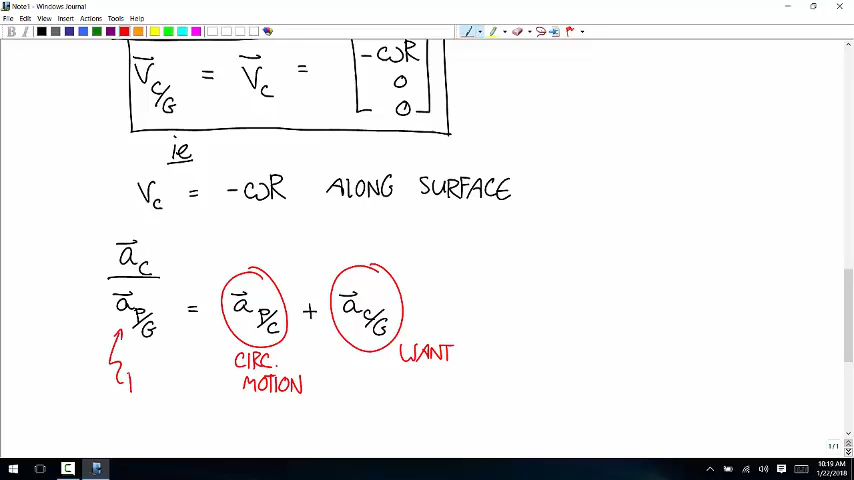 Note1 - Windows Journal
File Edit View Insert Actions Tools Help
B I
-ωR
V⃗C/G = V⃗C = 0
0
ie
VC = -ωR ALONG SURFACE
a⃗C
a⃗P/G = a⃗P/C + a⃗C/G
WANT
CIRC.
MOTION
1/1
10:19 AM
1/22/2018